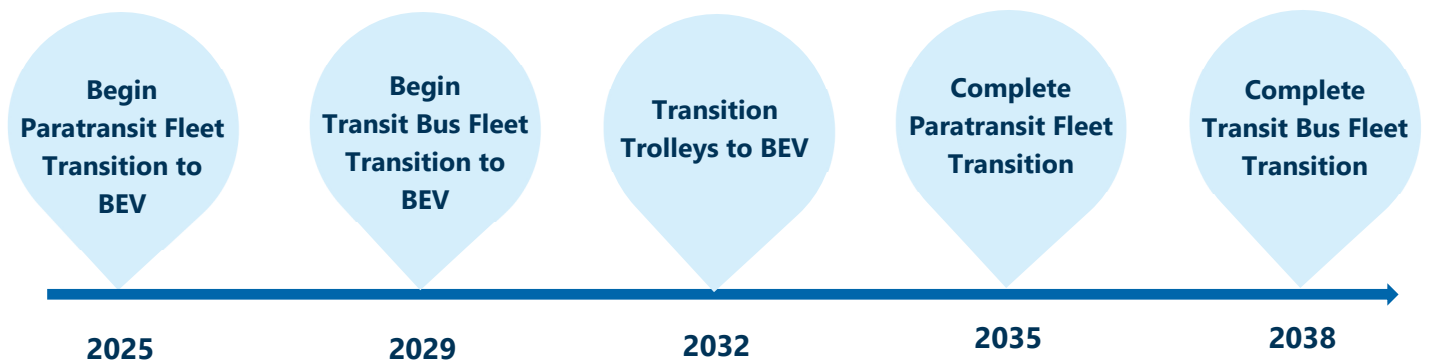 Begin
Paratransit Fleet
Transition to
BEV
Begin
Transit Bus Fleet
Transition to
BEV
Transition
Trolleys to BEV
Complete
Paratransit Fleet
Transition
Complete
Transit Bus Fleet
Transition
2025
2029
2032
2035
2038